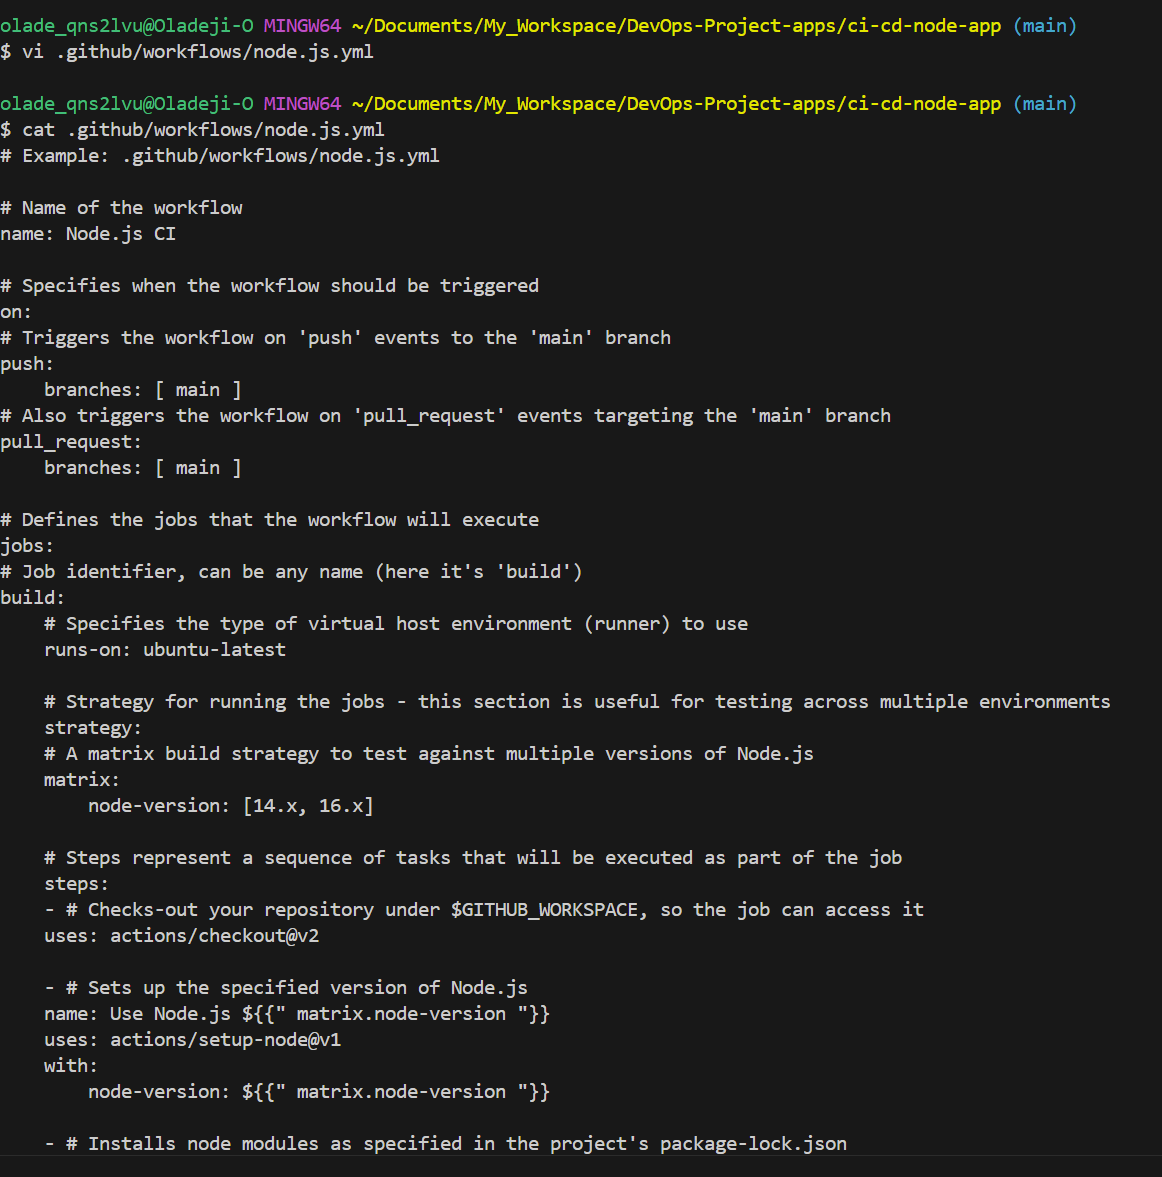 olade_qns2lvu@Oladeji-O MINGW64 ~/Documents/My_Workspace/DevOps-Project-apps/ci-cd-node-app (main)
$ vi .github/workflows/node.js.yml

olade_qns2lvu@Oladeji-O MINGW64 ~/Documents/My_Workspace/DevOps-Project-apps/ci-cd-node-app (main)
$ cat .github/workflows/node.js.yml
# Example: .github/workflows/node.js.yml

# Name of the workflow
name: Node.js CI

# Specifies when the workflow should be triggered
on:
# Triggers the workflow on 'push' events to the 'main' branch
push:
    branches: [ main ]
# Also triggers the workflow on 'pull_request' events targeting the 'main' branch
pull_request:
    branches: [ main ]

# Defines the jobs that the workflow will execute
jobs:
# Job identifier, can be any name (here it's 'build')
build:
    # Specifies the type of virtual host environment (runner) to use
    runs-on: ubuntu-latest

    # Strategy for running the jobs - this section is useful for testing across multiple environments
    strategy:
    # A matrix build strategy to test against multiple versions of Node.js
    matrix:
        node-version: [14.x, 16.x]

    # Steps represent a sequence of tasks that will be executed as part of the job
    steps:
    - # Checks-out your repository under $GITHUB_WORKSPACE, so the job can access it
    uses: actions/checkout@v2

    - # Sets up the specified version of Node.js
    name: Use Node.js ${{" matrix.node-version "}}
    uses: actions/setup-node@v1
    with:
        node-version: ${{" matrix.node-version "}}

    - # Installs node modules as specified in the project's package-lock.json